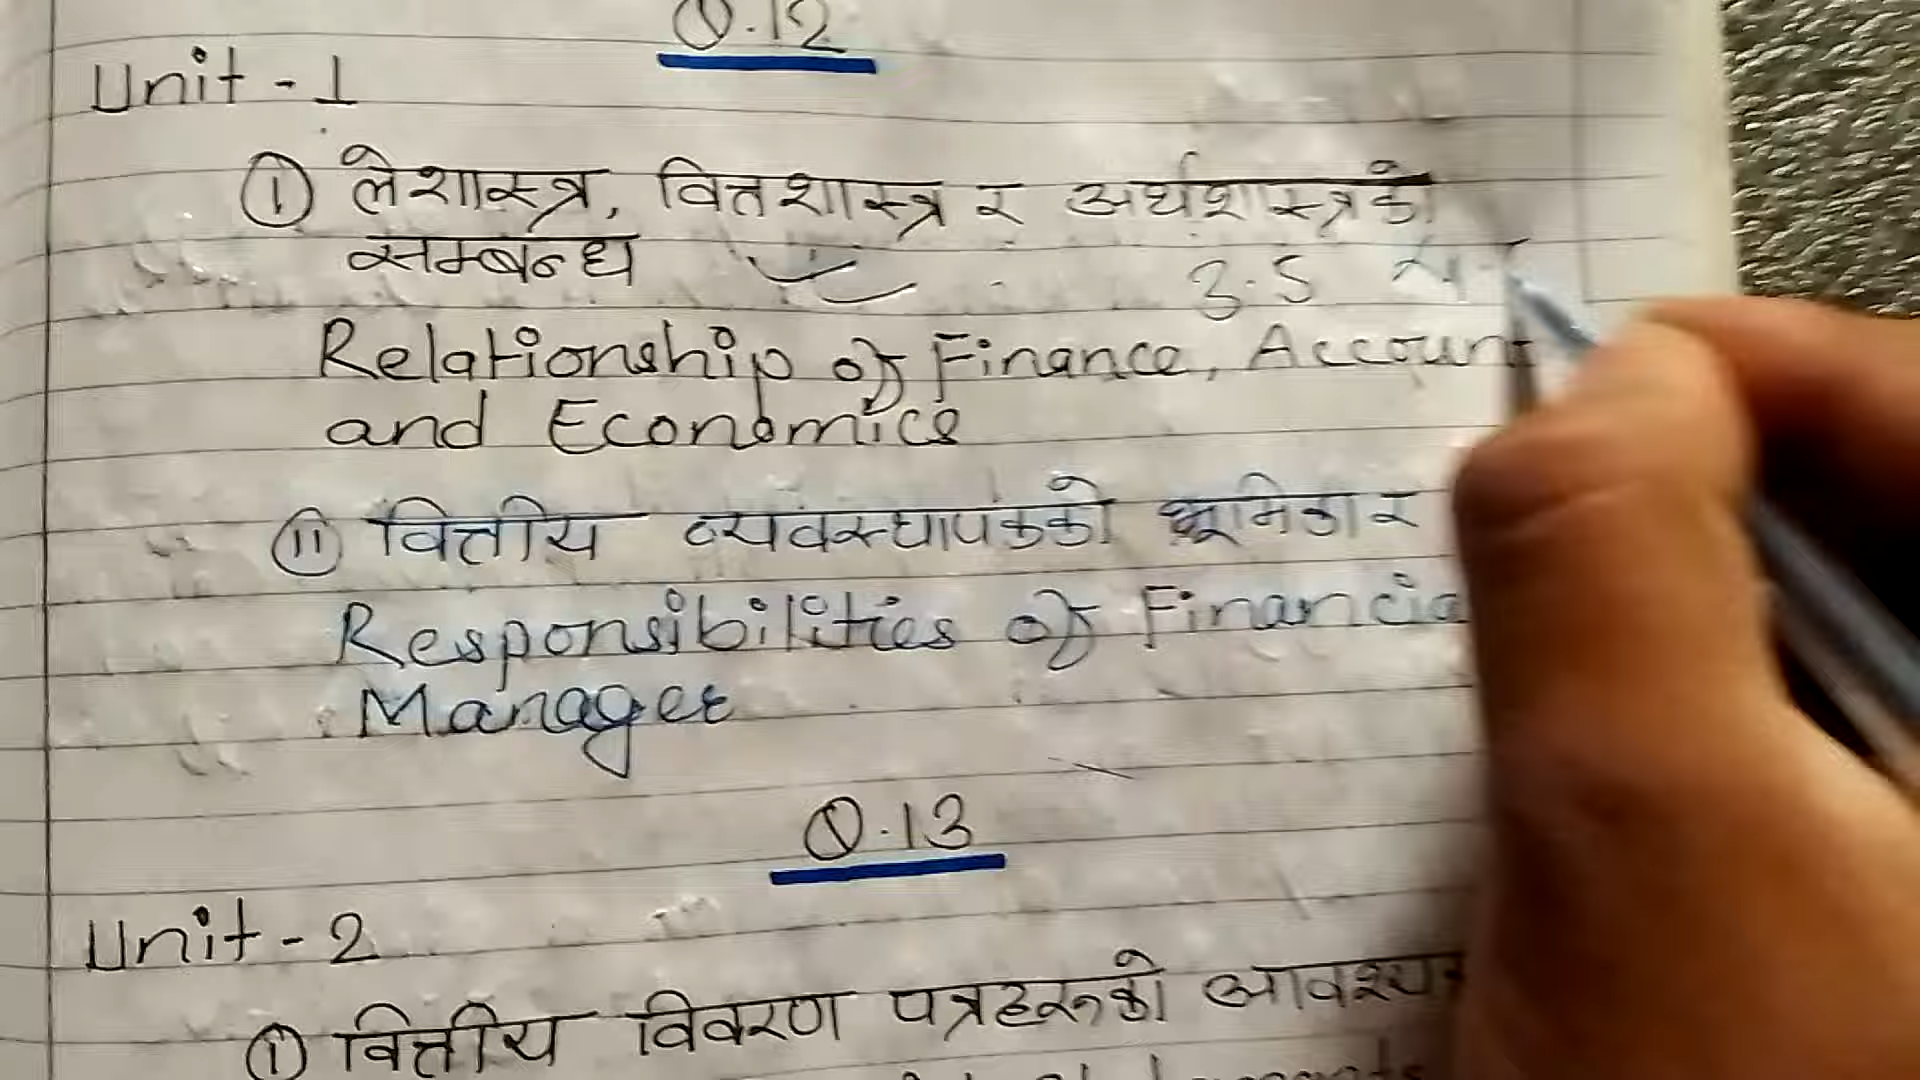 Q.12
Unit - 1
(i) लेशास्त्र, वित्तशास्त्र र अर्थशास्त्रको
सम्बन्ध 3.5
Relationship of Finance, Accoun
and Economics
(ii) वित्तीय व्यवस्थापकको भूमिका र
Responsibilities of Financia
Manager
Q.13
Unit - 2
(i) वित्तीय विवरण पत्रहरूको